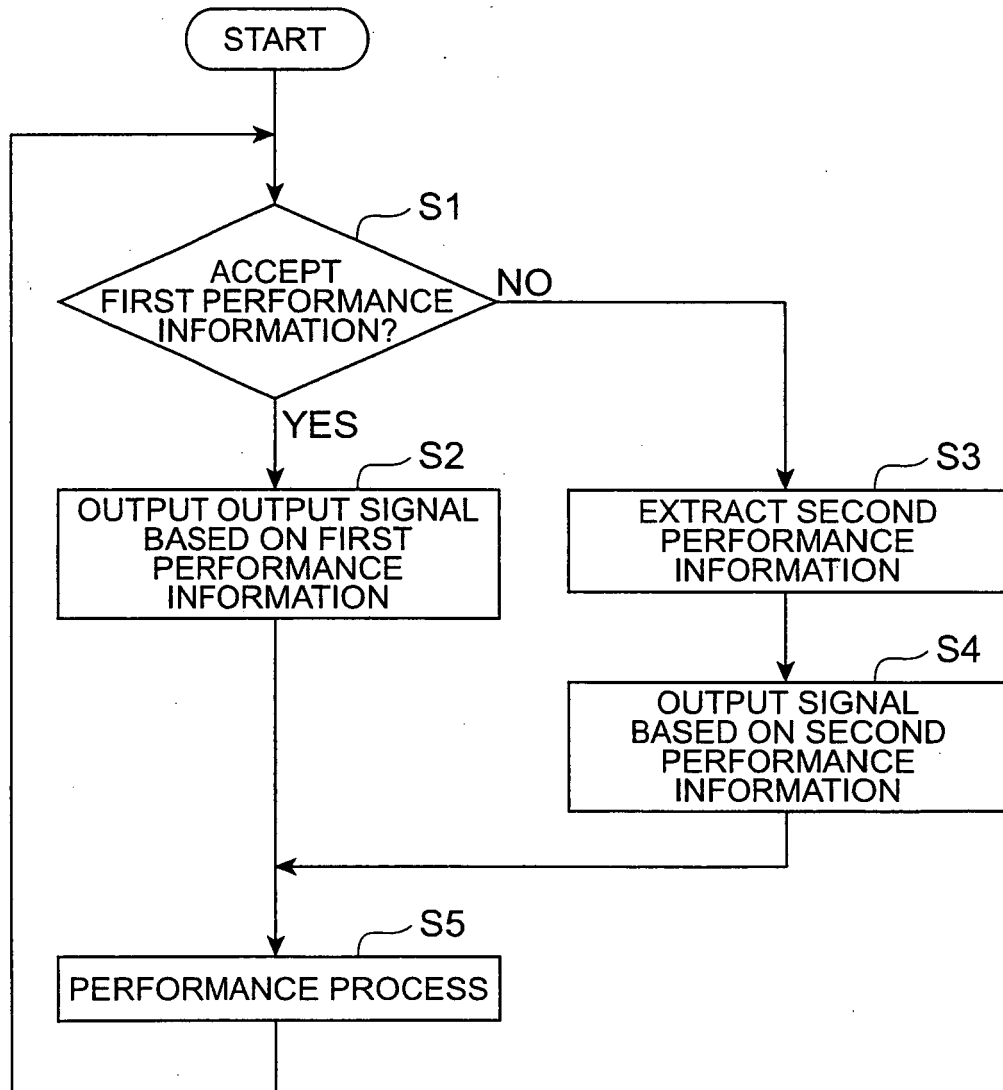 START
S1
ACCEPT
FIRST PERFORMANCE
INFORMATION?
NO
YES
S2
OUTPUT OUTPUT SIGNAL
BASED ON FIRST
PERFORMANCE
INFORMATION
S3
EXTRACT SECOND
PERFORMANCE
INFORMATION
S4
OUTPUT SIGNAL
BASED ON SECOND
PERFORMANCE
INFORMATION
S5
PERFORMANCE PROCESS